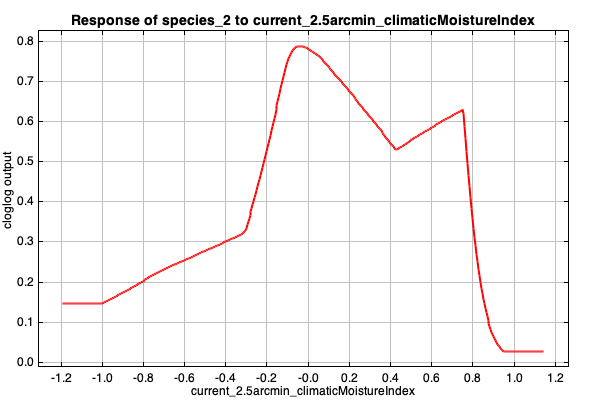 Response of species_2 to current_2.5arcmin_climaticMoistureIndex
cloglog output
0.8
0.7
0.6
0.5
0.4
0.3
0.2
0.1
0.0
-1.2 -1.0 -0.8 -0.6 -0.4 -0.2 -0.0 0.2 0.4 0.6 0.8 1.0 1.2
current_2.5arcmin_climaticMoistureIndex